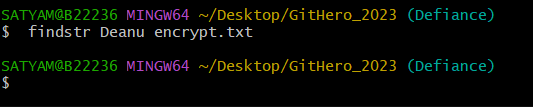 SATYAM@B22236 MINGW64 ~/Desktop/GitHero_2023 (Defiance)
$  findstr Deanu encrypt.txt
SATYAM@B22236 MINGW64 ~/Desktop/GitHero_2023 (Defiance)
$